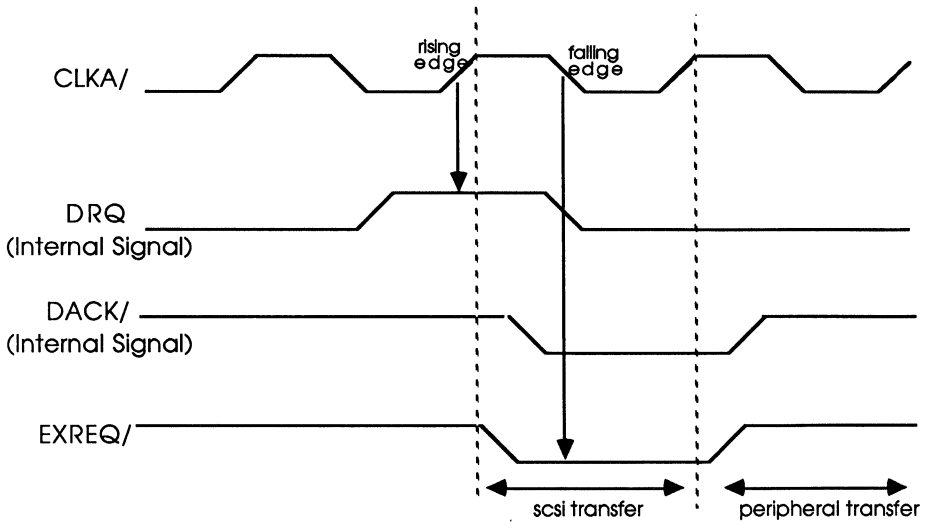 rising
edge
falling
edge
CLKA/
DRQ
(Internal Signal)
DACK/
(Internal Signal)
EXREQ/
scsi transfer
peripheral transfer